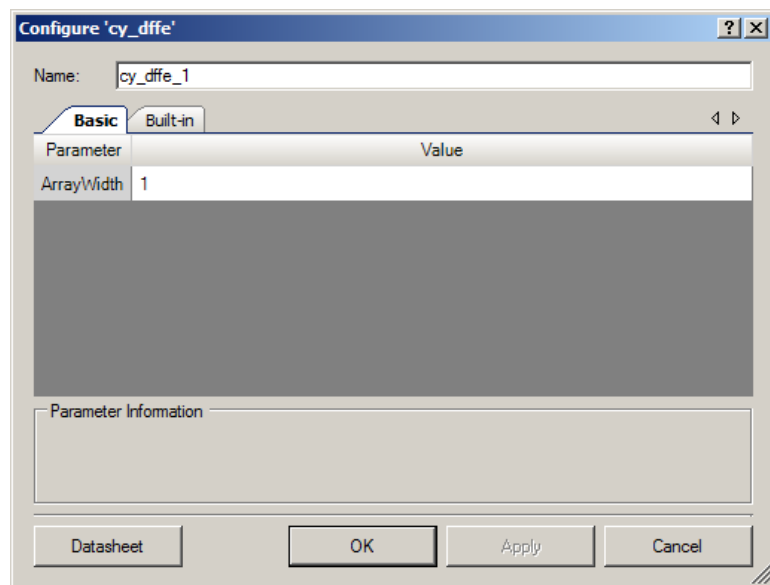 Configure 'cy_dffe'
Name: cy_dffe_1
Basic Built-in
Parameter Value
ArrayWidth 1
Parameter Information
Datasheet OK Apply Cancel